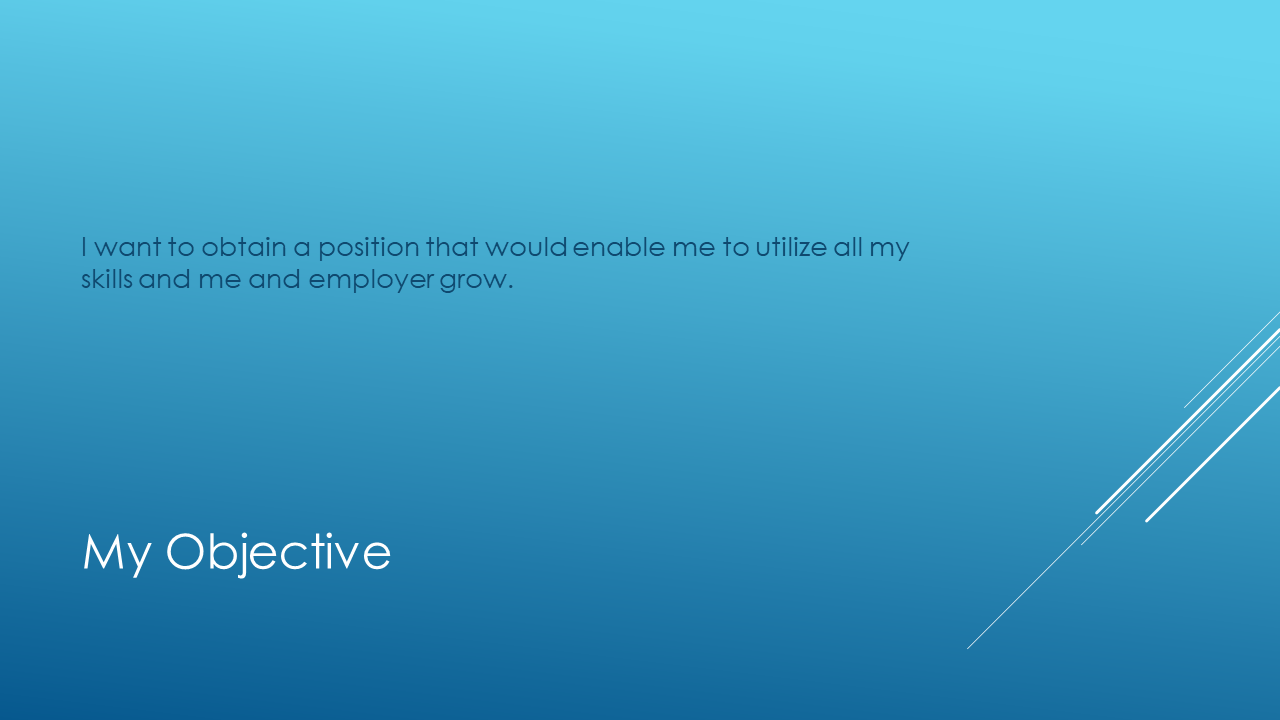 I want to obtain a position that would enable me to utilize all my
skills and me and employer grow.
My Objective